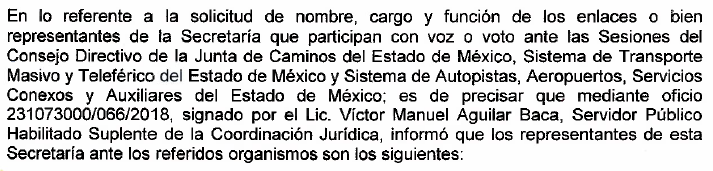 En lo referente a la solicitud de nombre, cargo y función de los enlaces o bien
representantes de la Secretaría que participan con voz o voto ante las Sesiones del
Consejo Directivo de la Junta de Caminos del Estado de México, Sistema de Transporte
Masivo y Teleférico del Estado de México y Sistema de Autopistas, Aeropuertos, Servicios
Conexos y Auxiliares del Estado de México; es de precisar que mediante oficio
231073000/066/2018, signado por el Lic. Víctor Manuel Aguilar Baca, Servidor Público
Habilitado Suplente de la Coordinación Jurídica, informó que los representantes de esta
Secretaría ante los referidos organismos son los siguientes: